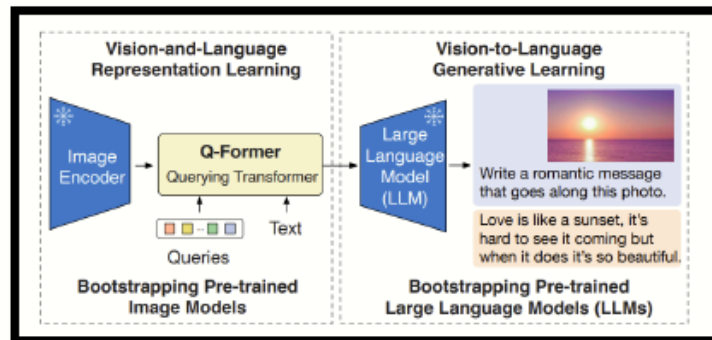 Vision-and-Language
Representation Learning
Image
Encoder
Q-Former
Querying Transformer
Queries
Text
Bootstrapping Pre-trained
Image Models
Vision-to-Language
Generative Learning
Large
Language
Model
(LLM)
Write a romantic message
that goes along this photo.
Love is like a sunset, it's
hard to see it coming but
when it does it's so beautiful.
Bootstrapping Pre-trained
Large Language Models (LLMs)